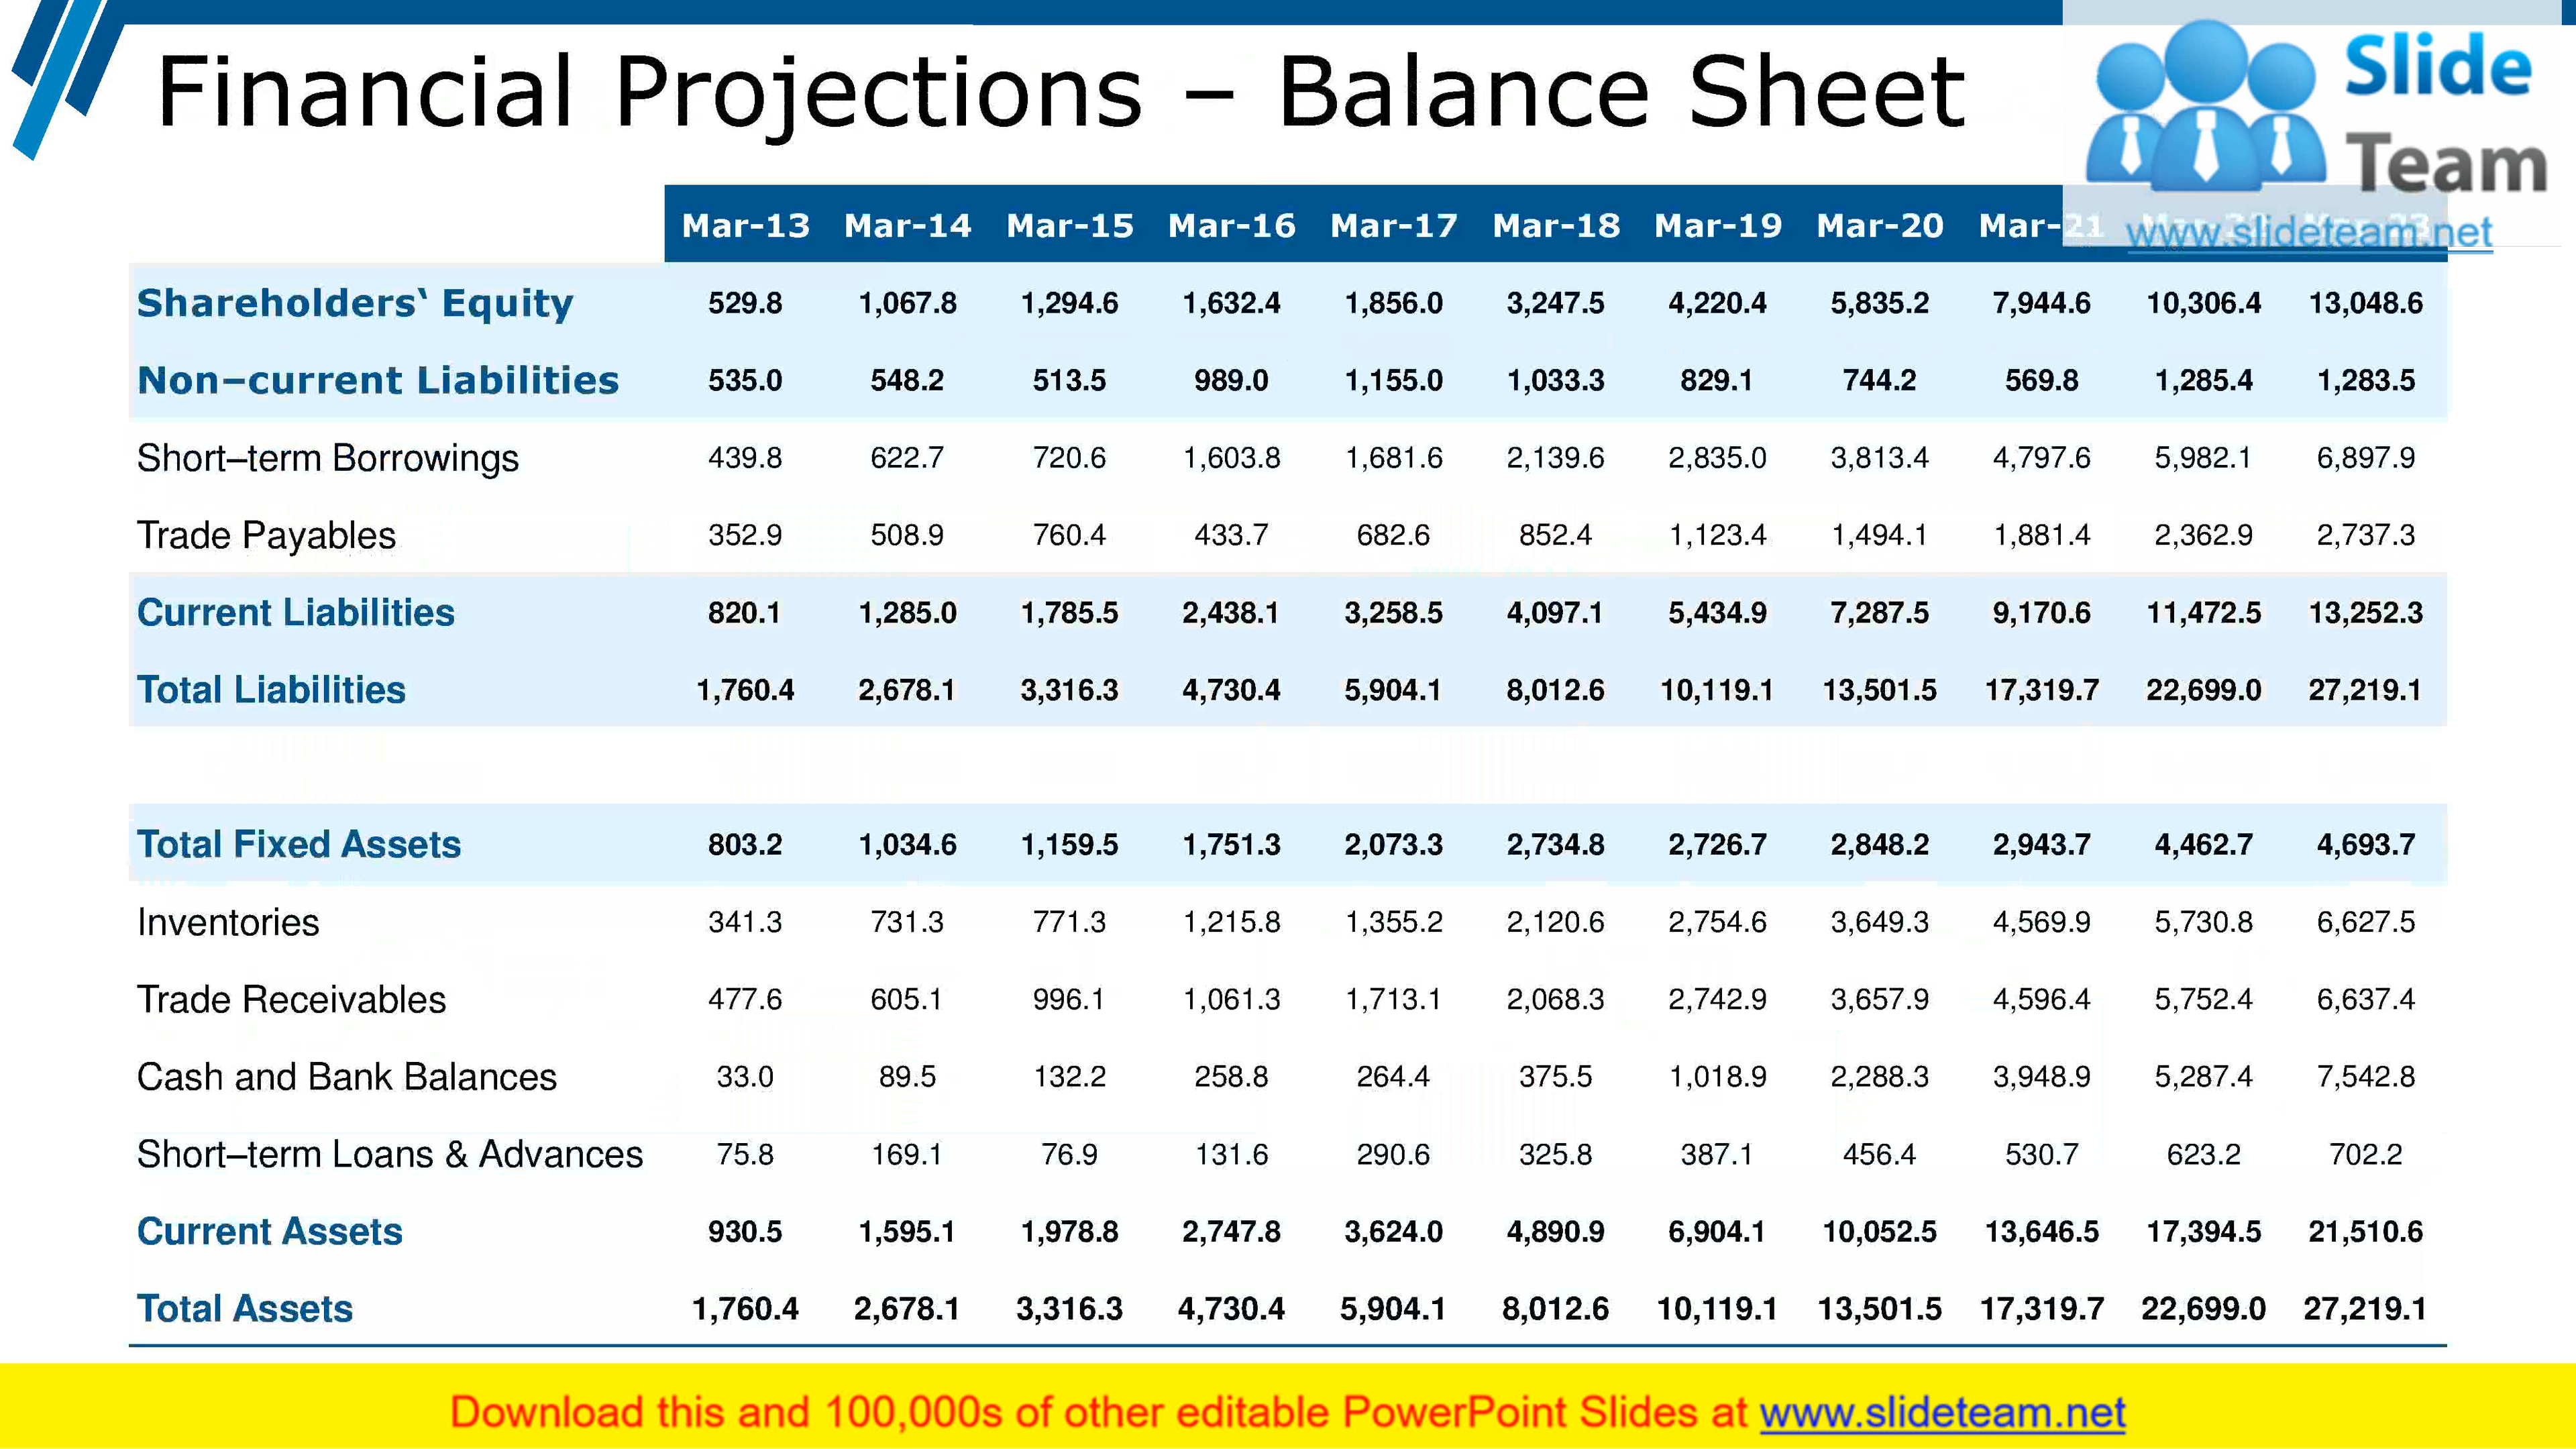 Financial Projections – Balance Sheet
Slide
Team
www.slideteam.net
Mar-13 Mar-14 Mar-15 Mar-16 Mar-17 Mar-18 Mar-19 Mar-20 Mar-21 Mar-22 Mar-23
Shareholders‘ Equity 529.8 1,067.8 1,294.6 1,632.4 1,856.0 3,247.5 4,220.4 5,835.2 7,944.6 10,306.4 13,048.6
Non–current Liabilities 535.0 548.2 513.5 989.0 1,155.0 1,033.3 829.1 744.2 569.8 1,285.4 1,283.5
Short–term Borrowings 439.8 622.7 720.6 1,603.8 1,681.6 2,139.6 2,835.0 3,813.4 4,797.6 5,982.1 6,897.9
Trade Payables 352.9 508.9 760.4 433.7 682.6 852.4 1,123.4 1,494.1 1,881.4 2,362.9 2,737.3
Current Liabilities 820.1 1,285.0 1,785.5 2,438.1 3,258.5 4,097.1 5,434.9 7,287.5 9,170.6 11,472.5 13,252.3
Total Liabilities 1,760.4 2,678.1 3,316.3 4,730.4 5,904.1 8,012.6 10,119.1 13,501.5 17,319.7 22,699.0 27,219.1
Total Fixed Assets 803.2 1,034.6 1,159.5 1,751.3 2,073.3 2,734.8 2,726.7 2,848.2 2,943.7 4,462.7 4,693.7
Inventories 341.3 731.3 771.3 1,215.8 1,355.2 2,120.6 2,754.6 3,649.3 4,569.9 5,730.8 6,627.5
Trade Receivables 477.6 605.1 996.1 1,061.3 1,713.1 2,068.3 2,742.9 3,657.9 4,596.4 5,752.4 6,637.4
Cash and Bank Balances 33.0 89.5 132.2 258.8 264.4 375.5 1,018.9 2,288.3 3,948.9 5,287.4 7,542.8
Short–term Loans & Advances 75.8 169.1 76.9 131.6 290.6 325.8 387.1 456.4 530.7 623.2 702.2
Current Assets 930.5 1,595.1 1,978.8 2,747.8 3,624.0 4,890.9 6,904.1 10,052.5 13,646.5 17,394.5 21,510.6
Total Assets 1,760.4 2,678.1 3,316.3 4,730.4 5,904.1 8,012.6 10,119.1 13,501.5 17,319.7 22,699.0 27,219.1
Download this and 100,000s of other editable PowerPoint Slides at www.slideteam.net